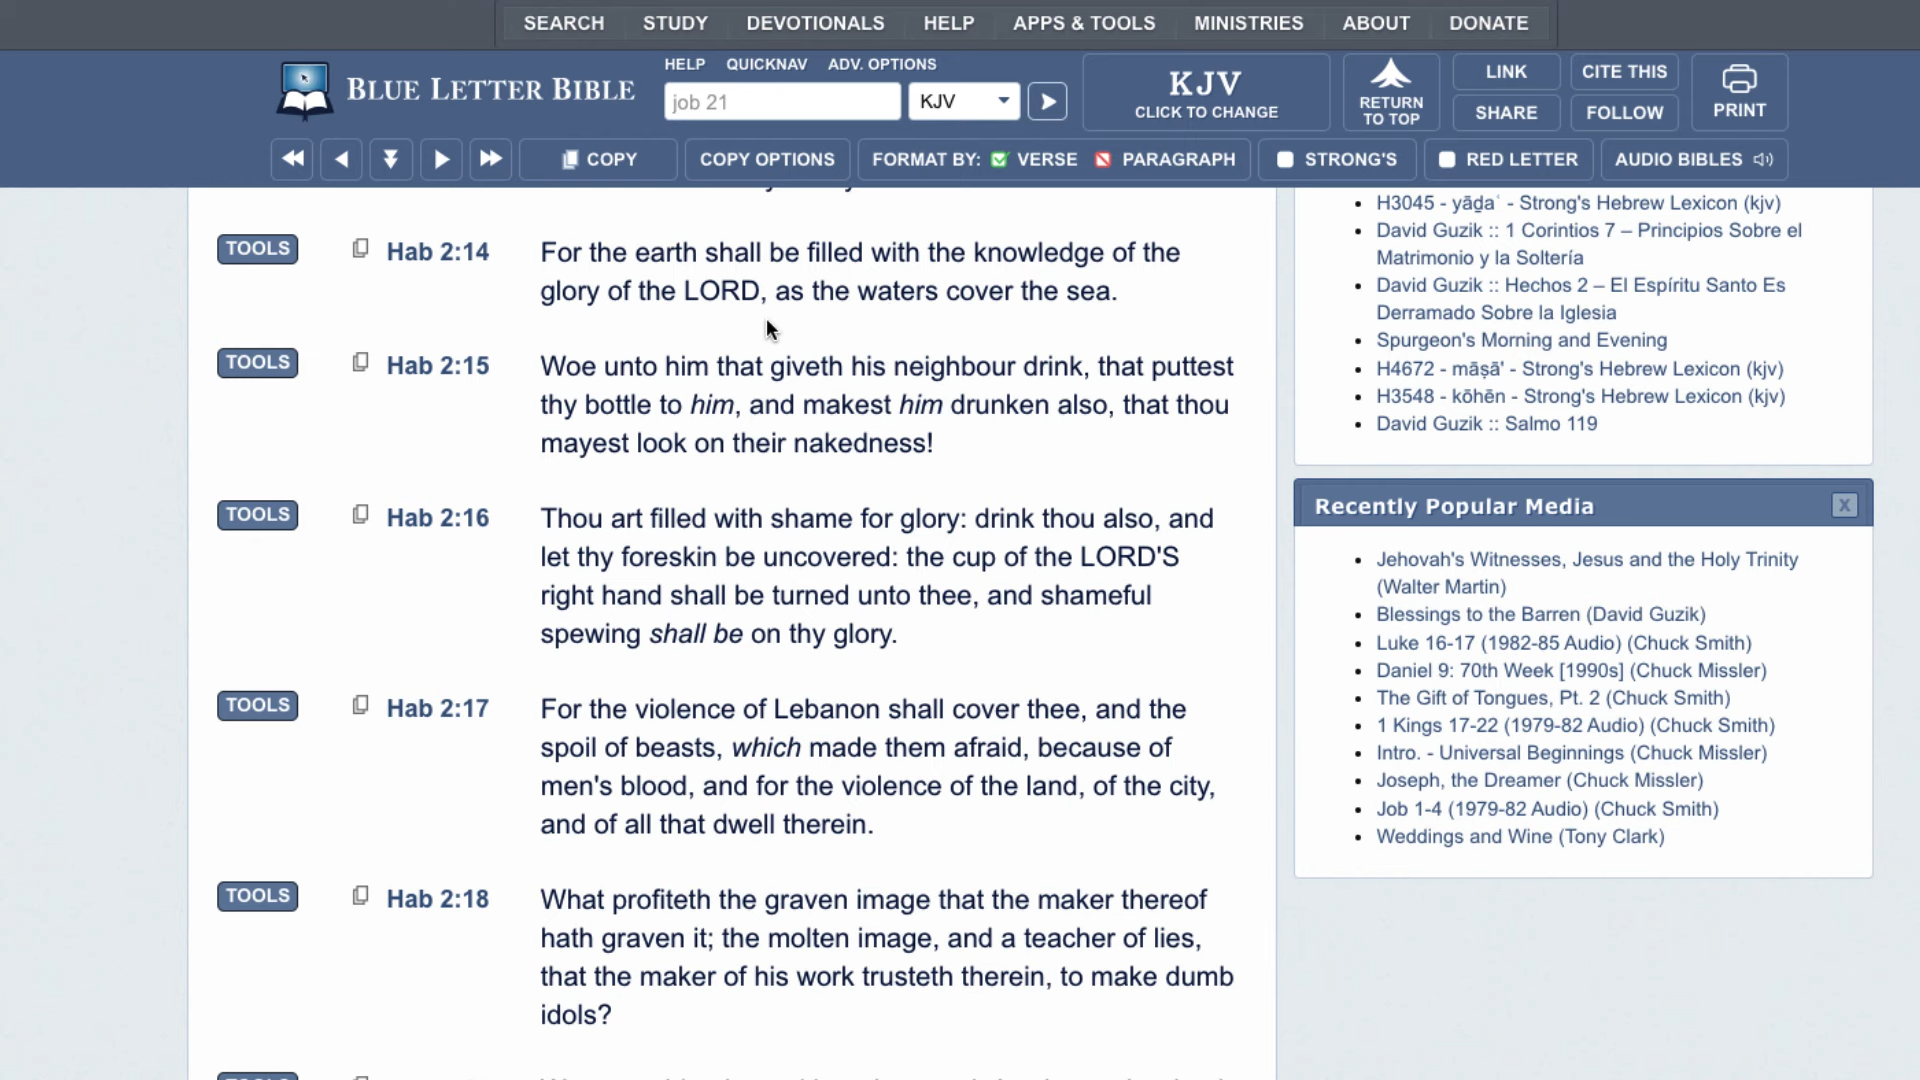 SEARCH STUDY DEVOTIONALS HELP APPS & TOOLS MINISTRIES ABOUT DONATE
BLUE LETTER BIBLE
HELP QUICKNAV ADV. OPTIONS
job 21 KJV
KJV
CLICK TO CHANGE
RETURN
TO TOP
LINK CITE THIS
SHARE FOLLOW
PRINT
COPY COPY OPTIONS FORMAT BY: VERSE PARAGRAPH STRONG'S RED LETTER AUDIO BIBLES
TOOLS Hab 2:14 For the earth shall be filled with the knowledge of the
glory of the LORD, as the waters cover the sea.
TOOLS Hab 2:15 Woe unto him that giveth his neighbour drink, that puttest
thy bottle to him, and makest him drunken also, that thou
mayest look on their nakedness!
TOOLS Hab 2:16 Thou art filled with shame for glory: drink thou also, and
let thy foreskin be uncovered: the cup of the LORD'S
right hand shall be turned unto thee, and shameful
spewing shall be on thy glory.
TOOLS Hab 2:17 For the violence of Lebanon shall cover thee, and the
spoil of beasts, which made them afraid, because of
men's blood, and for the violence of the land, of the city,
and of all that dwell therein.
TOOLS Hab 2:18 What profiteth the graven image that the maker thereof
hath graven it; the molten image, and a teacher of lies,
that the maker of his work trusteth therein, to make dumb
idols?
H3045 - yāḏaʿ - Strong's Hebrew Lexicon (kjv)
David Guzik :: 1 Corintios 7 – Principios Sobre el
Matrimonio y la Soltería
David Guzik :: Hechos 2 – El Espíritu Santo Es
Derramado Sobre la Iglesia
Spurgeon's Morning and Evening
H4672 - māṣā' - Strong's Hebrew Lexicon (kjv)
H3548 - kōhēn - Strong's Hebrew Lexicon (kjv)
David Guzik :: Salmo 119
Recently Popular Media X
Jehovah's Witnesses, Jesus and the Holy Trinity
(Walter Martin)
Blessings to the Barren (David Guzik)
Luke 16-17 (1982-85 Audio) (Chuck Smith)
Daniel 9: 70th Week [1990s] (Chuck Missler)
The Gift of Tongues, Pt. 2 (Chuck Smith)
1 Kings 17-22 (1979-82 Audio) (Chuck Smith)
Intro. - Universal Beginnings (Chuck Missler)
Joseph, the Dreamer (Chuck Missler)
Job 1-4 (1979-82 Audio) (Chuck Smith)
Weddings and Wine (Tony Clark)